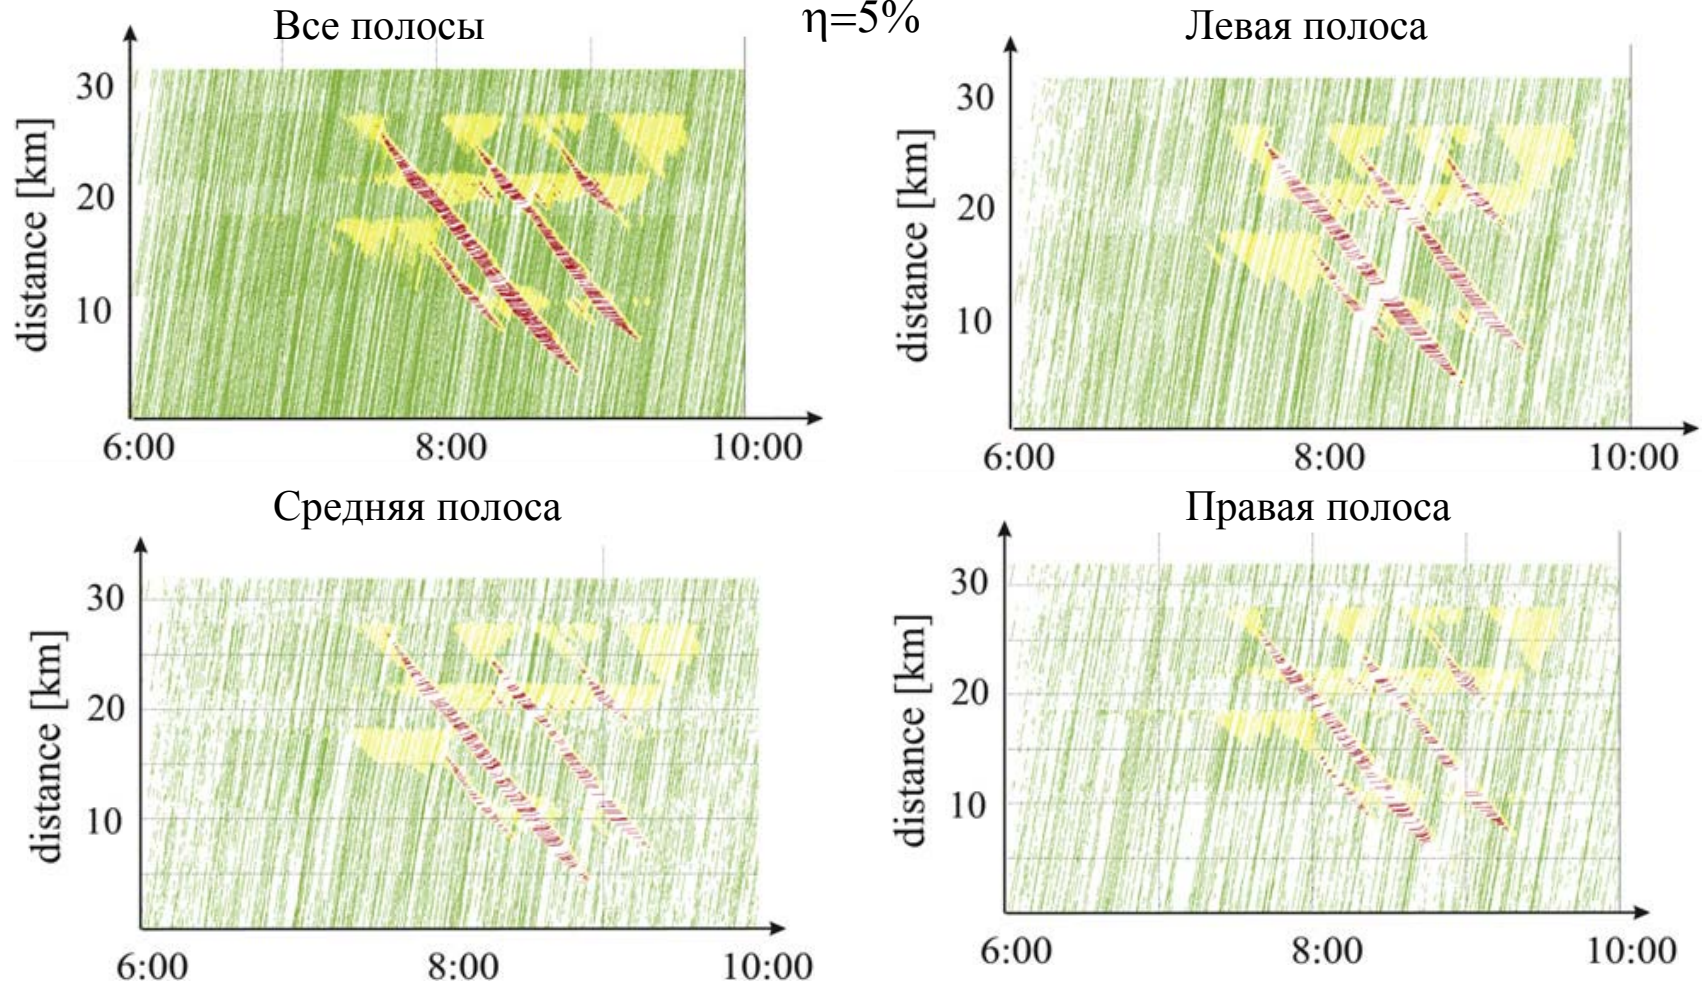 Все полосы
η=5%
Левая полоса
distance [km]
30
20
10
6:00 8:00 10:00
distance [km]
30
20
10
6:00 8:00 10:00
Средняя полоса
Правая полоса
distance [km]
30
20
10
6:00 8:00 10:00
distance [km]
30
20
10
6:00 8:00 10:00